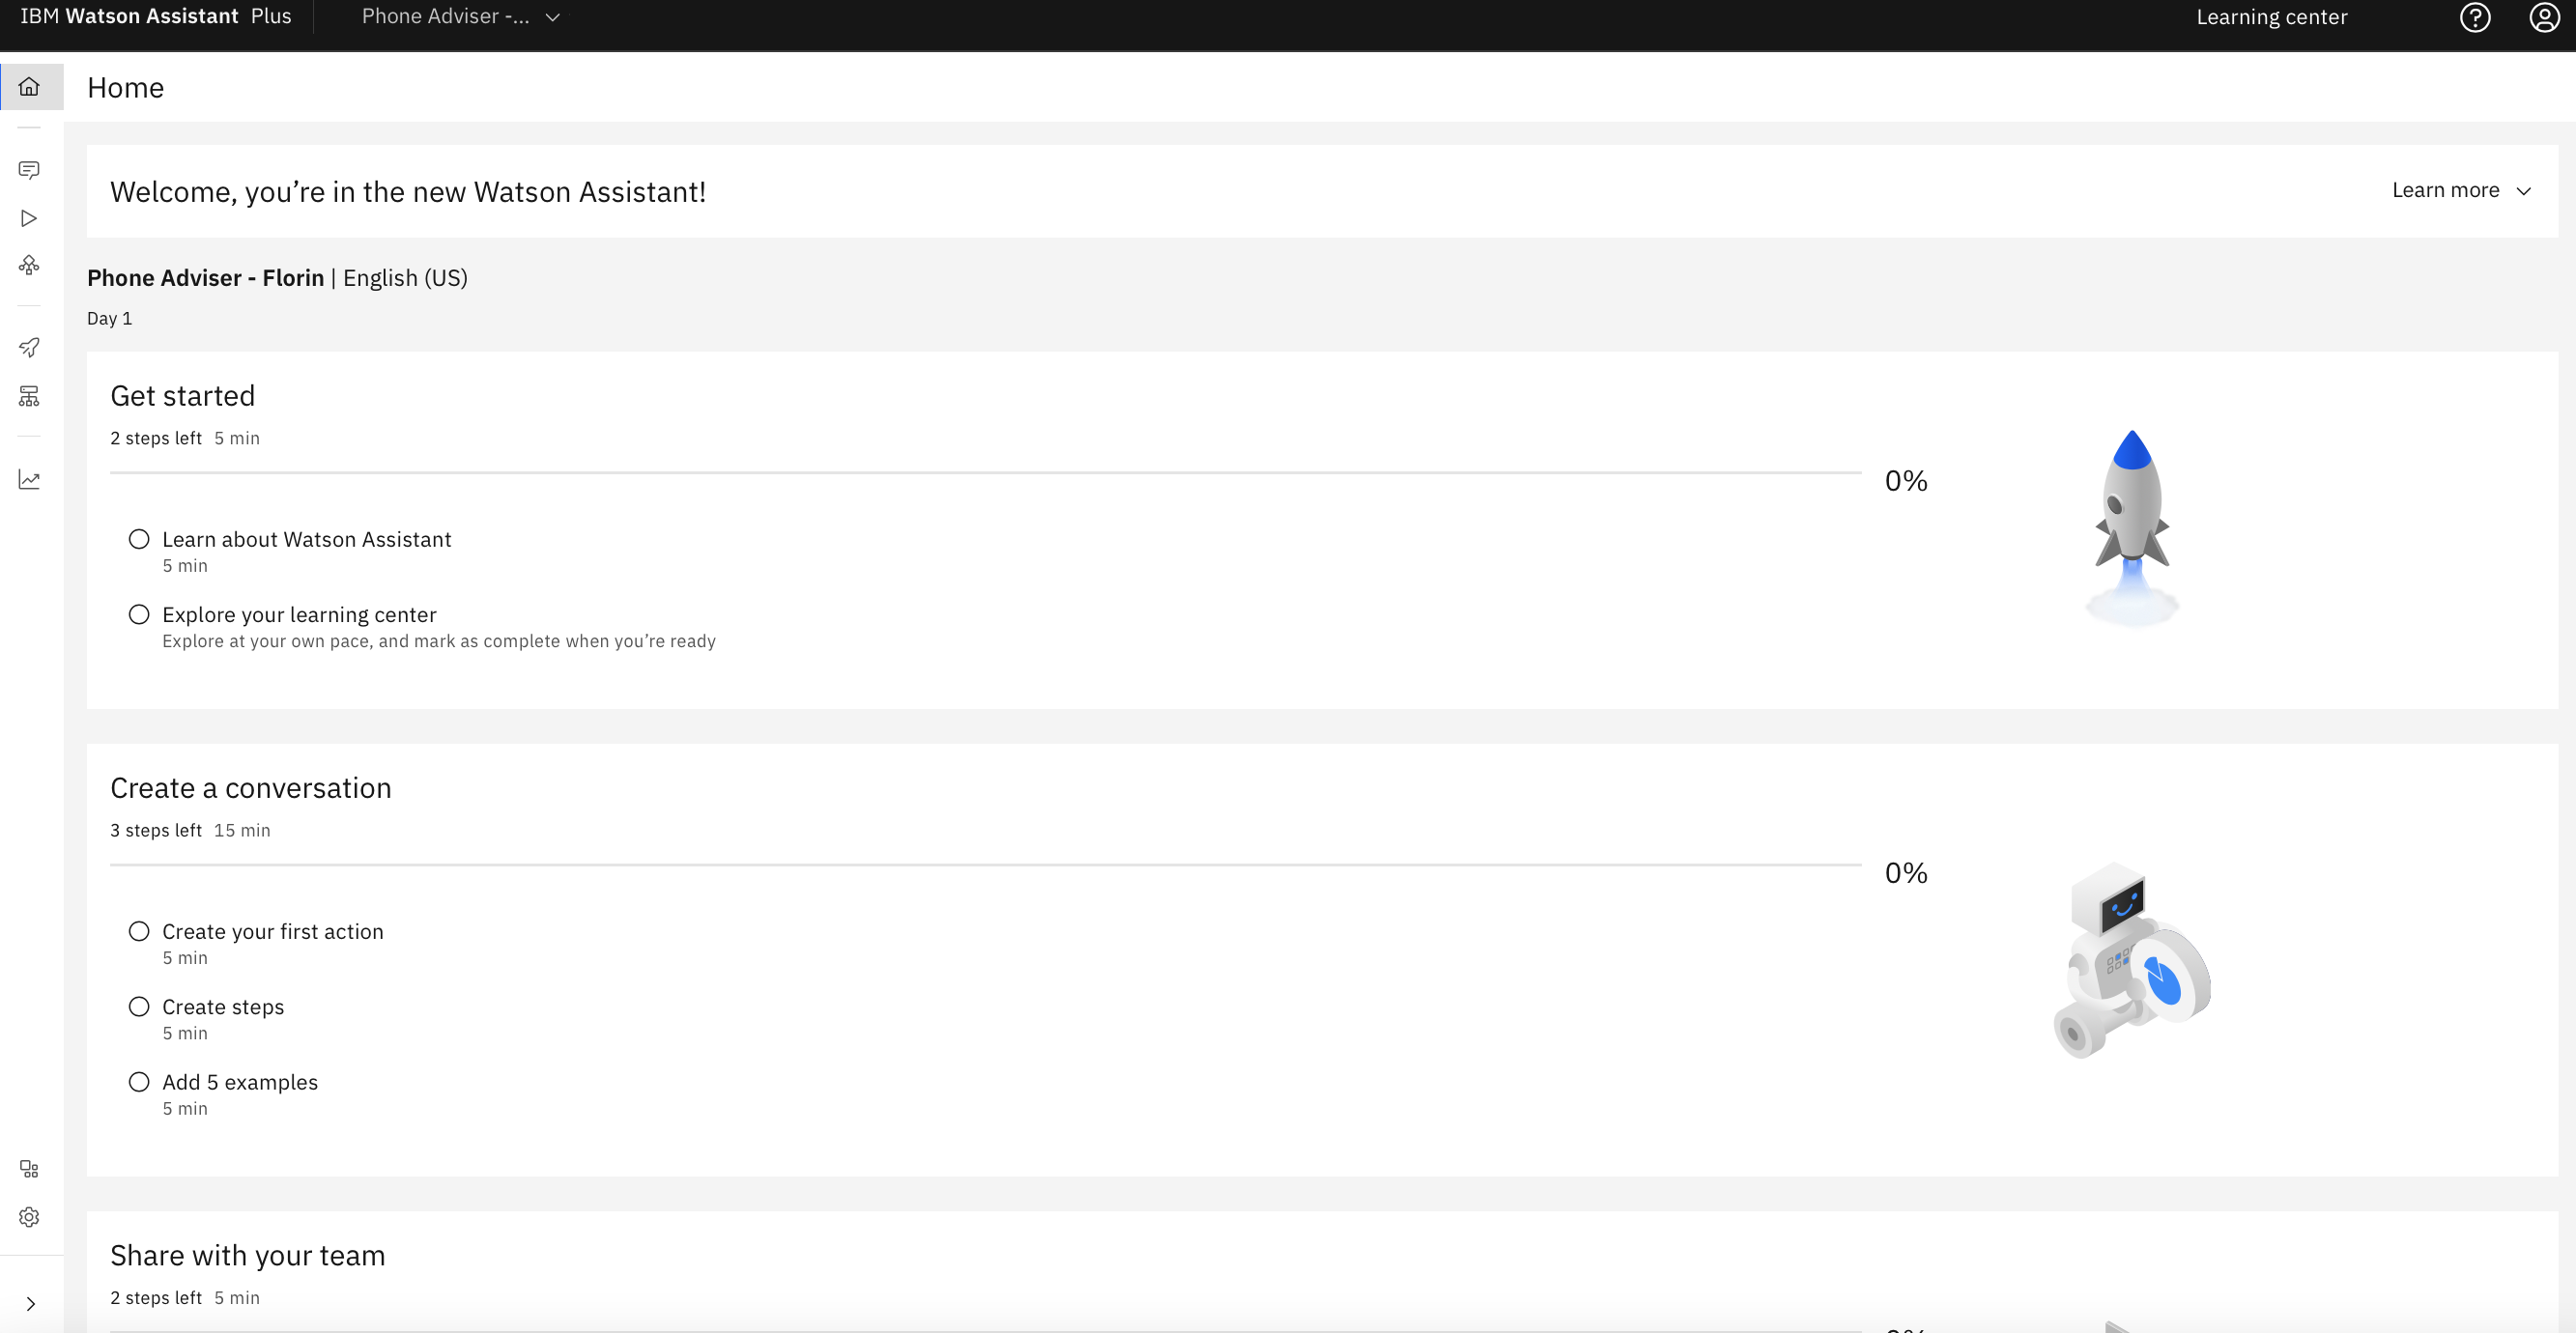 IBM Watson Assistant Plus
Phone Adviser -...
Learning center
Home
Welcome, you’re in the new Watson Assistant!
Learn more
Phone Adviser - Florin | English (US)
Day 1
Get started
2 steps left 5 min
0%
Learn about Watson Assistant
5 min
Explore your learning center
Explore at your own pace, and mark as complete when you’re ready
Create a conversation
3 steps left 15 min
0%
Create your first action
5 min
Create steps
5 min
Add 5 examples
5 min
Share with your team
2 steps left 5 min